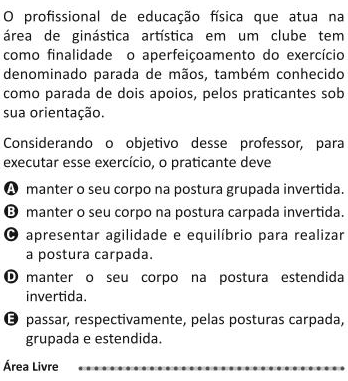 O profissional de educação física que atua na
área de ginástica artística em um clube tem
como finalidade o aperfeiçoamento do exercício
denominado parada de mãos, também conhecido
como parada de dois apoios, pelos praticantes sob
sua orientação.
Considerando o objetivo desse professor, para
executar esse exercício, o praticante deve
A manter o seu corpo na postura grupada invertida.
B manter o seu corpo na postura carpada invertida.
C apresentar agilidade e equilíbrio para realizar
a postura carpada.
D manter o seu corpo na postura estendida
invertida.
E passar, respectivamente, pelas posturas carpada,
grupada e estendida.
Área Livre